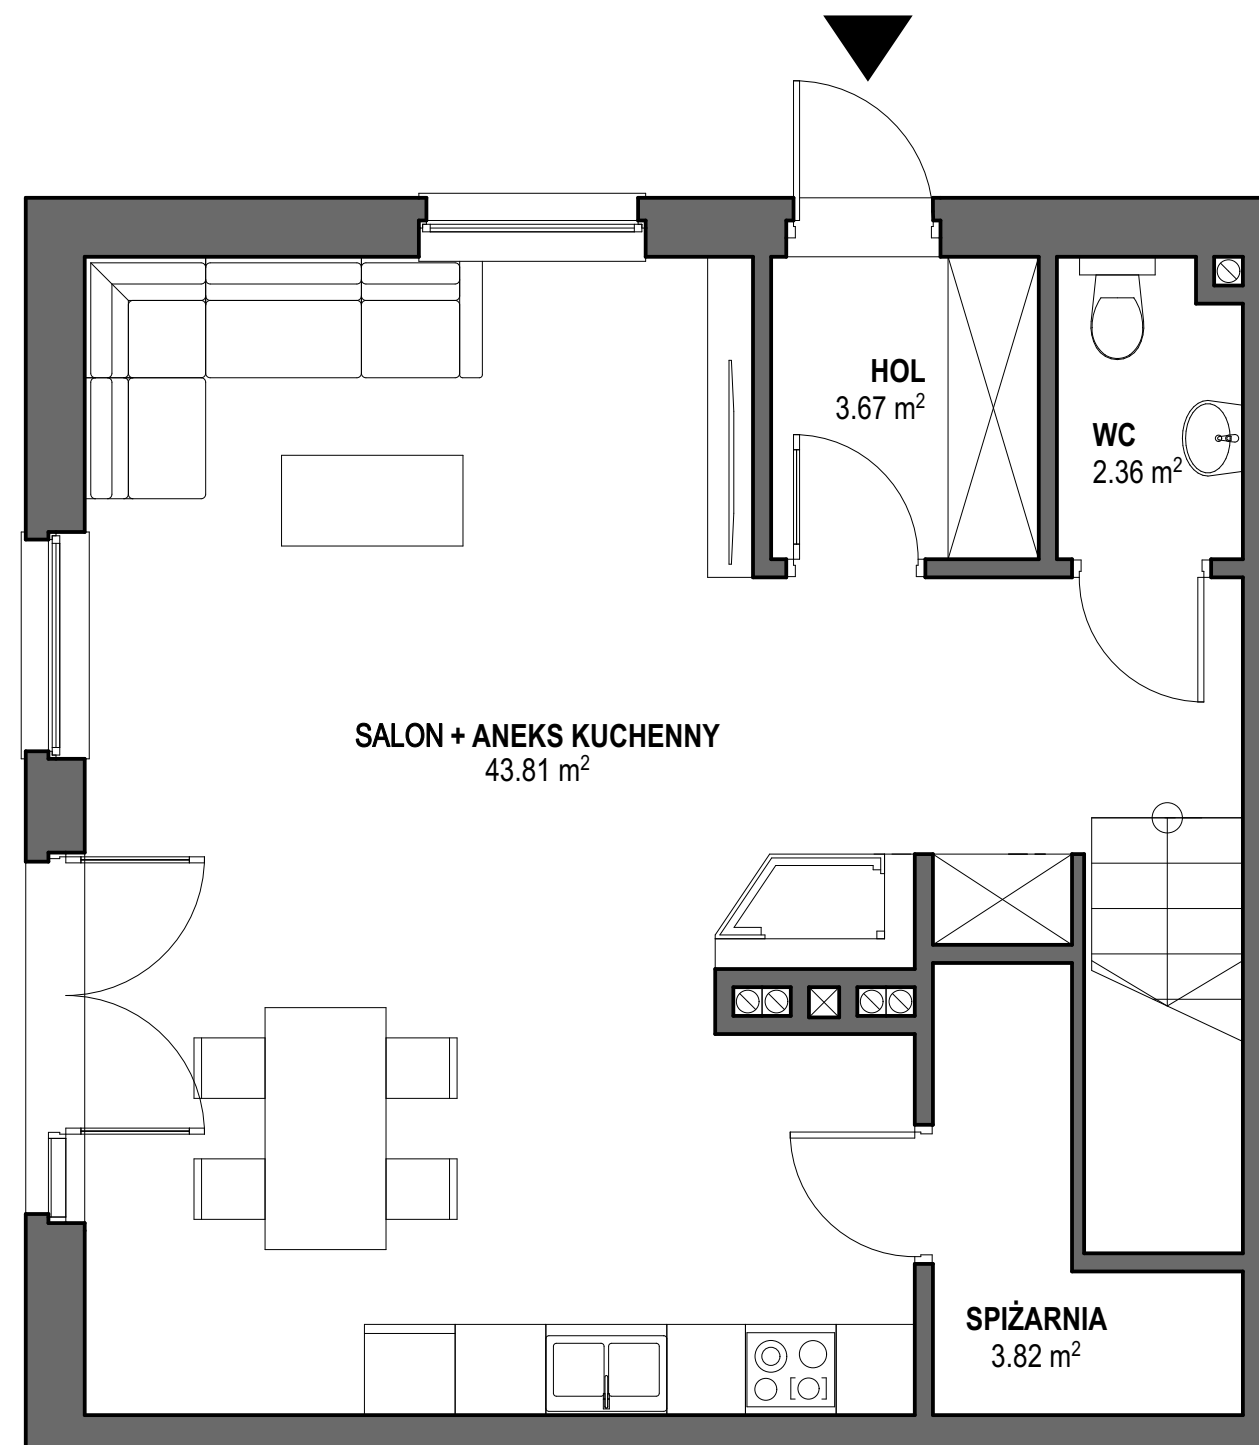 HOL
3.67 m²
WC
2.36 m²
SALON + ANEKS KUCHENNY
43.81 m²
SPIŻARNIA
3.82 m²